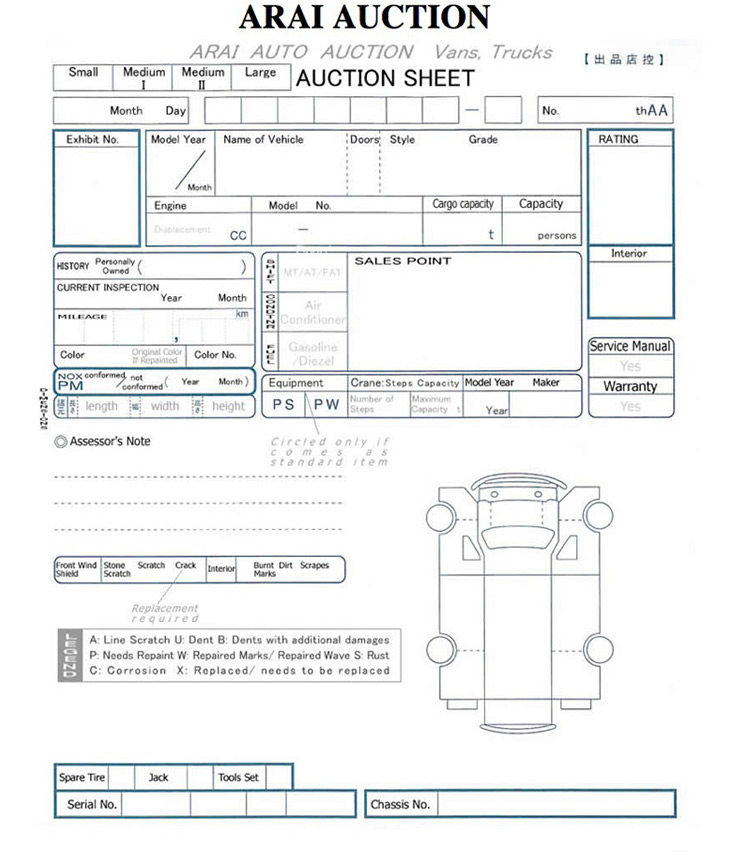 ARAI AUCTION
ARAI AUTO AUCTION Vans, Trucks
【出品店控】
Small Medium I Medium II Large
AUCTION SHEET
Month Day
—
No. thAA
Exhibit No.
Model Year Name of Vehicle Doors Style Grade
Month
RATING
Engine Model No. Cargo capacity Capacity
Displacement CC — t persons
Interior
HISTORY Personally Owned ( )
CURRENT INSPECTION
Year Month
MILEAGE km
,
Color Original Color If Repainted Color No.
SHIFT MT/AT/FAT
CONDITNR Air Conditioner
FUEL Gasoline /Diezel
SALES POINT
Service Manual
Yes
Warranty
Yes
NOX PM conformed / not conformed ( Year Month )
length width height
Equipment
PS PW
Crane: Steps Capacity Model Year Maker
Number of Steps Maximum Capacity t Year
◎ Assessor's Note
Circled only if
comes as
standard item
Front Wind Shield Stone Scratch Scratch Crack Interior Burnt Marks Dirt Scrapes
Replacement
required
LEGEND
A: Line Scratch U: Dent B: Dents with additional damages
P: Needs Repaint W: Repaired Marks/ Repaired Wave S: Rust
C: Corrosion X: Replaced/ needs to be replaced
Spare Tire Jack Tools Set
Serial No.
Chassis No.